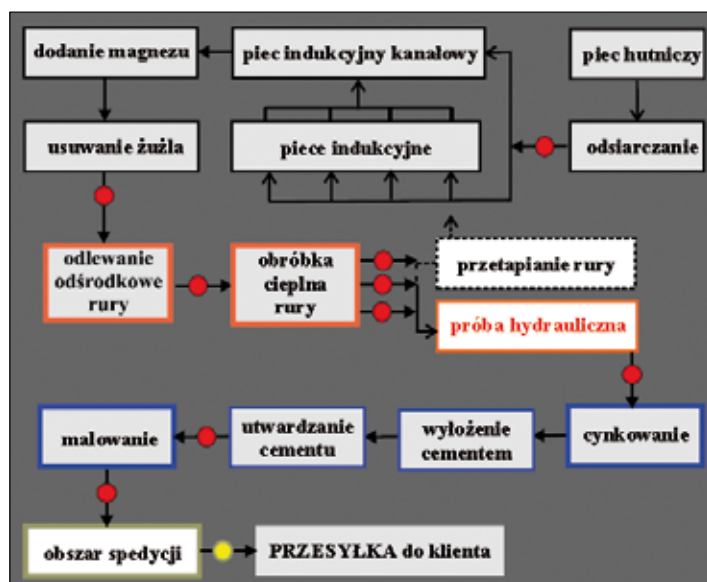 dodanie magnezu
piec indukcyjny kanałowy
piec hutniczy
usuwanie żużla
piece indukcyjne
odsiarczanie
odlewanie
odśrodkowe
rury
obróbka
cieplna
rury
przetapianie rury
próba hydrauliczna
malowanie
utwardzanie
cementu
wyłożenie
cementem
cynkowanie
obszar spedycji
PRZESYŁKA do klienta